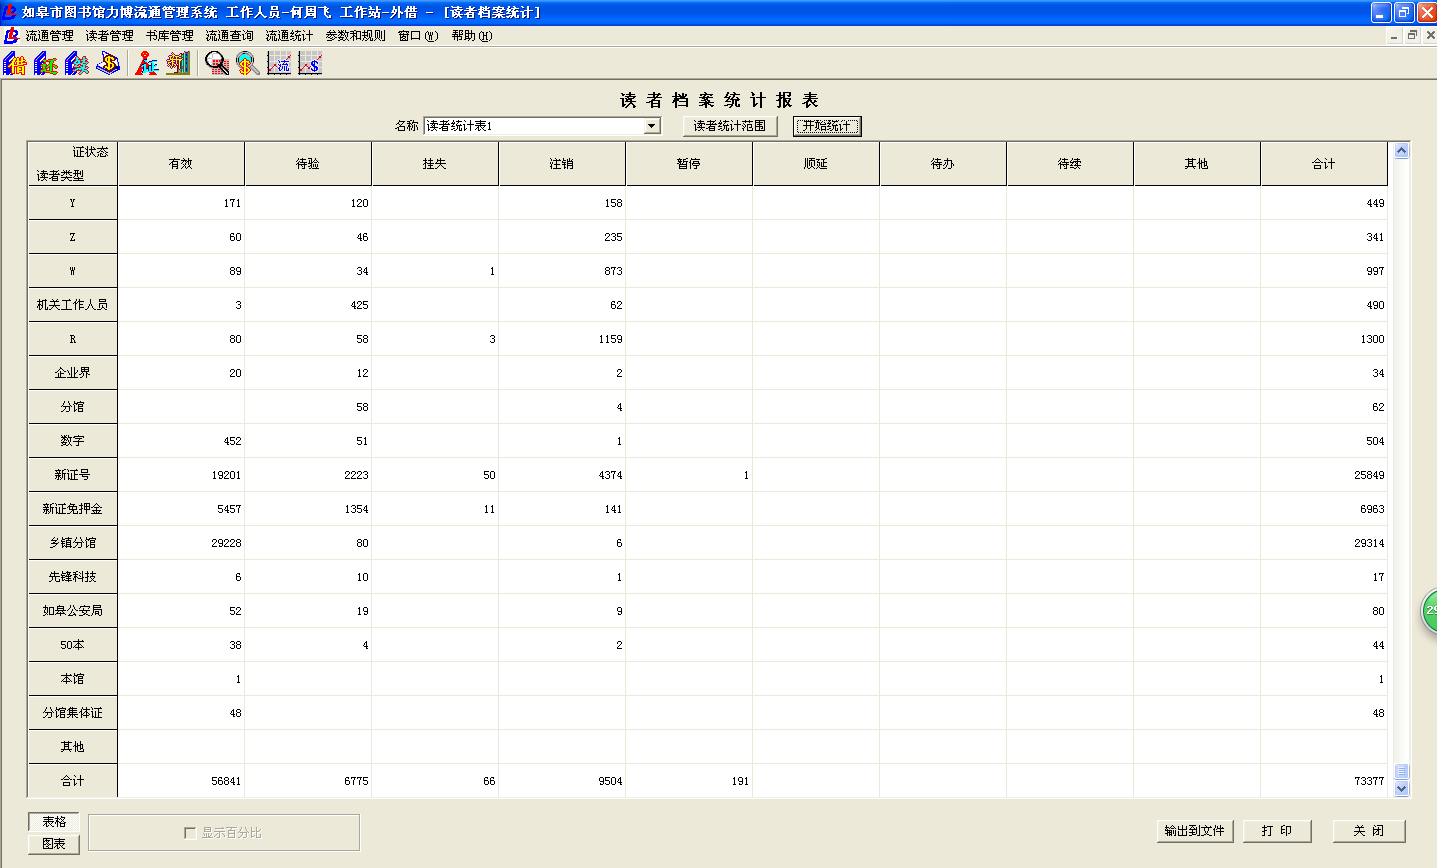 如皋市图书馆力博流通管理系统 工作人员-何周飞 工作站-外借 - [读者档案统计]
流通管理 读者管理 书库管理 流通查询 流通统计 参数和规则 窗口(W) 帮助(H)
借 证 续 $ 证 新 $ 流 $
读者档案统计报表
名称 读者统计表1 读者统计范围 开始统计
证状态 读者类型 有效 待验 挂失 注销 暂停 顺延 待办 待续 其他 合计
Y 171 120 158 449
Z 60 46 235 341
W 89 34 1 873 997
机关工作人员 3 425 62 490
R 80 58 3 1159 1300
企业界 20 12 2 34
分馆 58 4 62
数字 452 51 1 504
新证号 19201 2223 50 4374 1 25849
新证免押金 5457 1354 11 141 6963
乡镇分馆 29228 80 6 29314
先锋科技 6 10 1 17
如皋公安局 52 19 9 80
50本 38 4 2 44
本馆 1 1
分馆集体证 48 48
其他
合计 56841 6775 66 9504 191 73377
表格
图表
显示百分比
输出到文件 打印 关闭